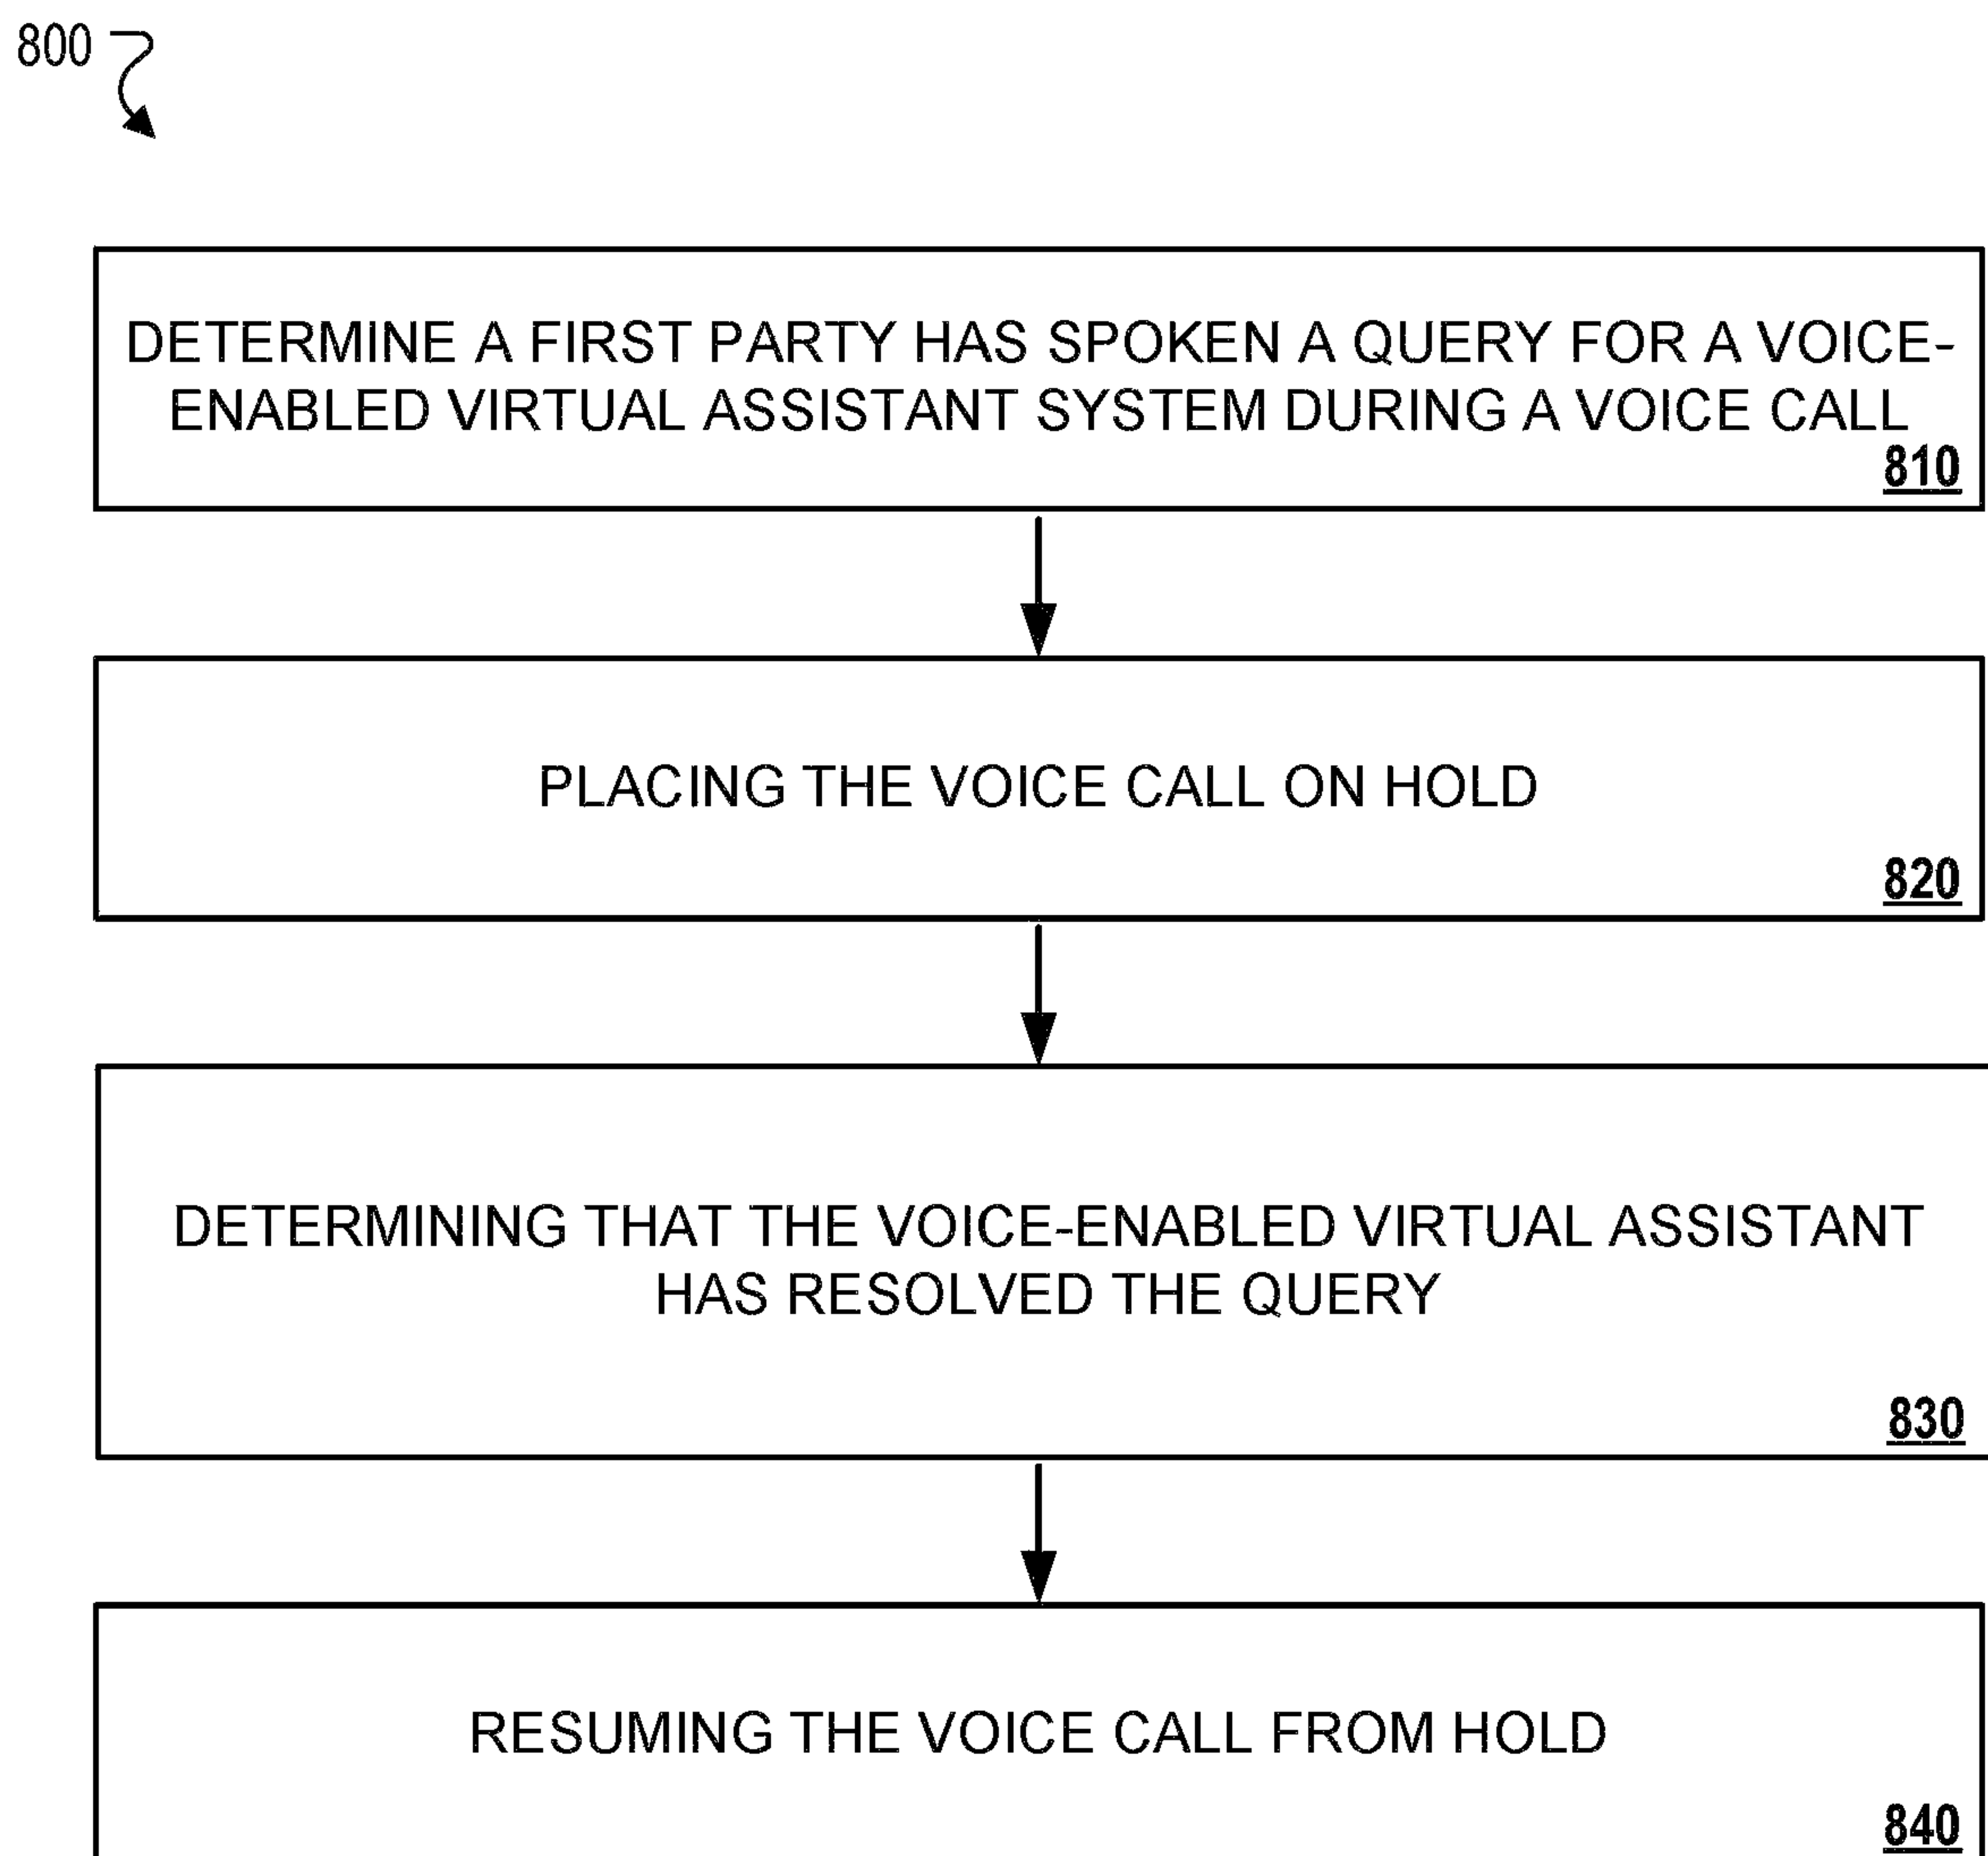 800
DETERMINE A FIRST PARTY HAS SPOKEN A QUERY FOR A VOICE-
ENABLED VIRTUAL ASSISTANT SYSTEM DURING A VOICE CALL
810
PLACING THE VOICE CALL ON HOLD
820
DETERMINING THAT THE VOICE-ENABLED VIRTUAL ASSISTANT
HAS RESOLVED THE QUERY
830
RESUMING THE VOICE CALL FROM HOLD
840